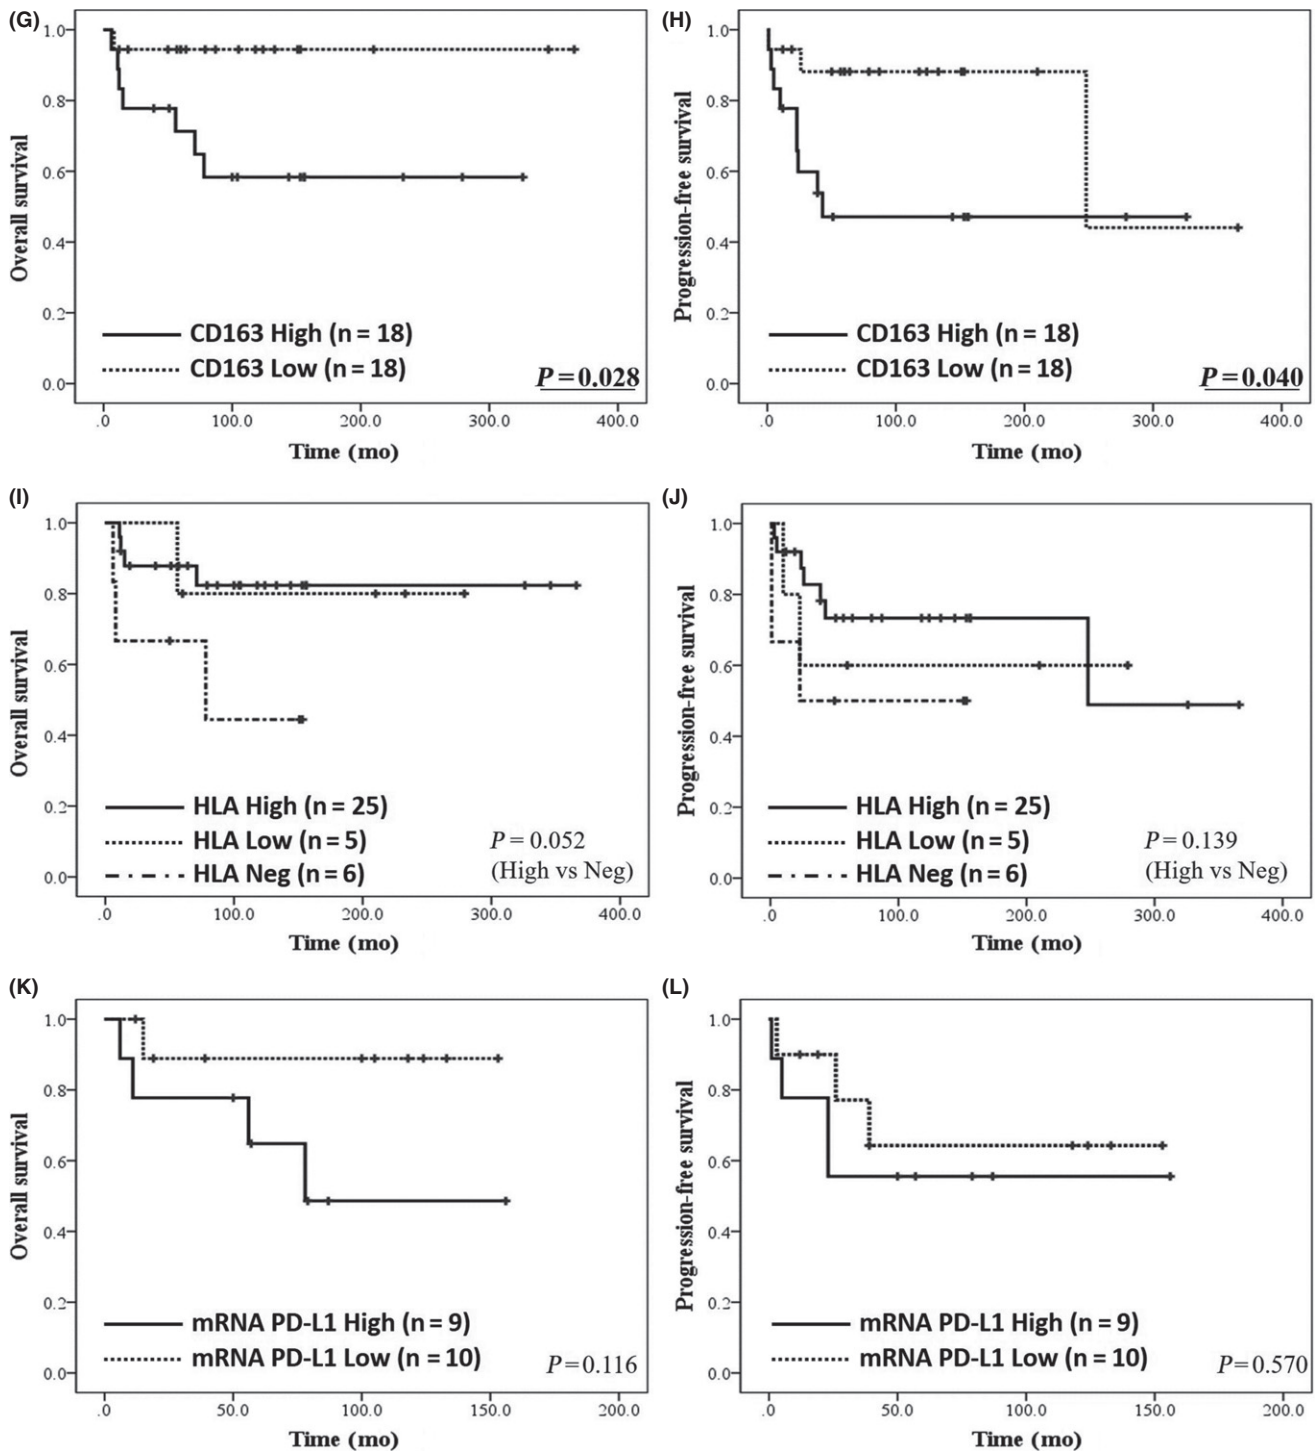 (G)
Overall survival
1.0
0.8
0.6
0.4
0.2
0.0
CD163 High (n = 18)
CD163 Low (n = 18)
P = 0.028
.0 100.0 200.0 300.0 400.0
Time (mo)
(H)
Progression-free survival
1.0
0.8
0.6
0.4
0.2
0.0
CD163 High (n = 18)
CD163 Low (n = 18)
P = 0.040
.0 100.0 200.0 300.0 400.0
Time (mo)
(I)
Overall survival
1.0
0.8
0.6
0.4
0.2
0.0
HLA High (n = 25)
HLA Low (n = 5)
HLA Neg (n = 6)
P = 0.052
(High vs Neg)
.0 100.0 200.0 300.0 400.0
Time (mo)
(J)
Progression-free survival
1.0
0.8
0.6
0.4
0.2
0.0
HLA High (n = 25)
HLA Low (n = 5)
HLA Neg (n = 6)
P = 0.139
(High vs Neg)
.0 100.0 200.0 300.0 400.0
Time (mo)
(K)
Overall survival
1.0
0.8
0.6
0.4
0.2
0.0
mRNA PD-L1 High (n = 9)
mRNA PD-L1 Low (n = 10)
P = 0.116
.0 50.0 100.0 150.0 200.0
Time (mo)
(L)
Progression-free survival
1.0
0.8
0.6
0.4
0.2
0.0
mRNA PD-L1 High (n = 9)
mRNA PD-L1 Low (n = 10)
P = 0.570
.0 50.0 100.0 150.0 200.0
Time (mo)